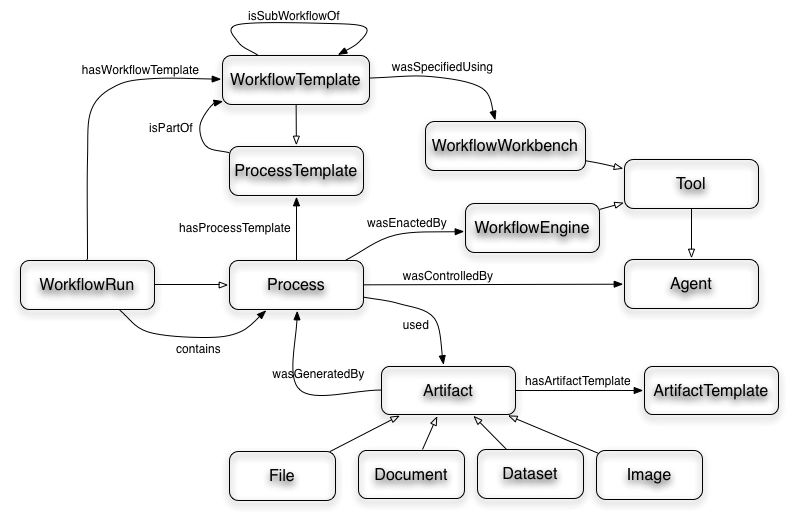 isSubWorkflowOf
hasWorkflowTemplate
WorkflowTemplate
wasSpecifiedUsing
isPartOf
WorkflowWorkbench
ProcessTemplate
Tool
hasProcessTemplate
wasEnactedBy
WorkflowEngine
WorkflowRun
Process
wasControlledBy
Agent
contains
used
wasGeneratedBy
Artifact
hasArtifactTemplate
ArtifactTemplate
File
Document
Dataset
Image